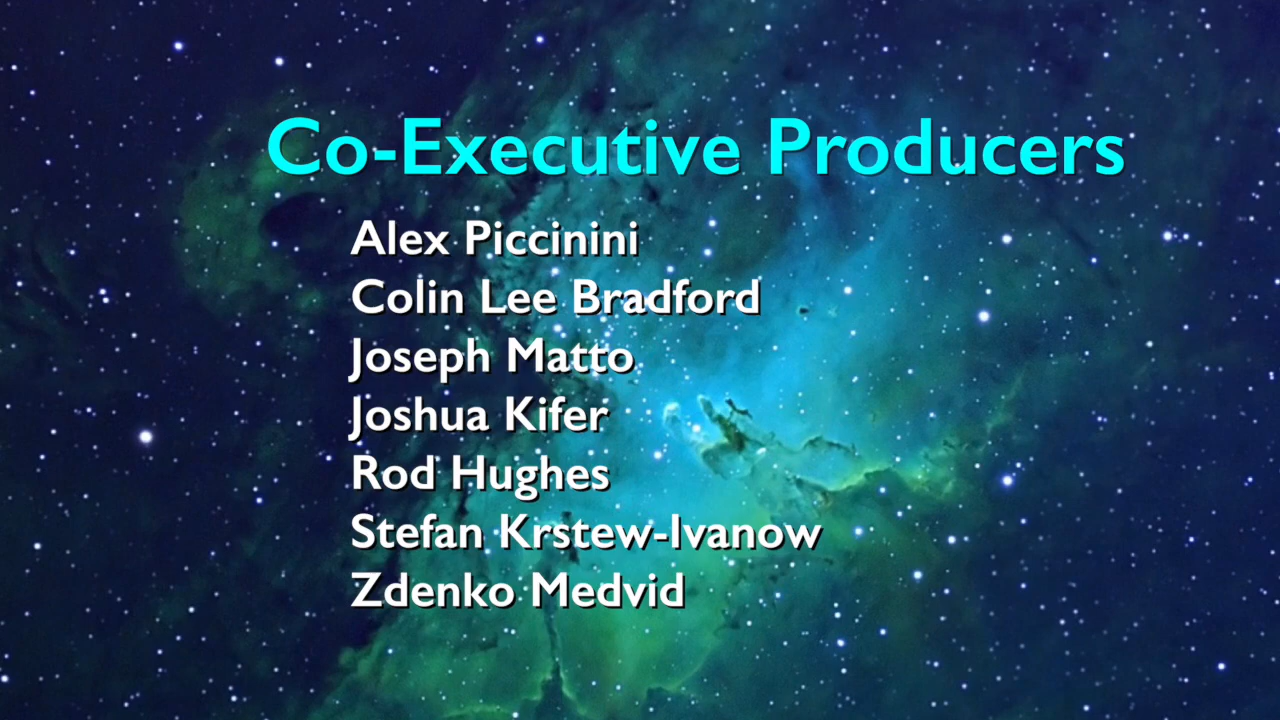 Co-Executive Producers
Alex Piccinini
Colin Lee Bradford
Joseph Matto
Joshua Kifer
Rod Hughes
Stefan Krstew-Ivanow
Zdenko Medvid